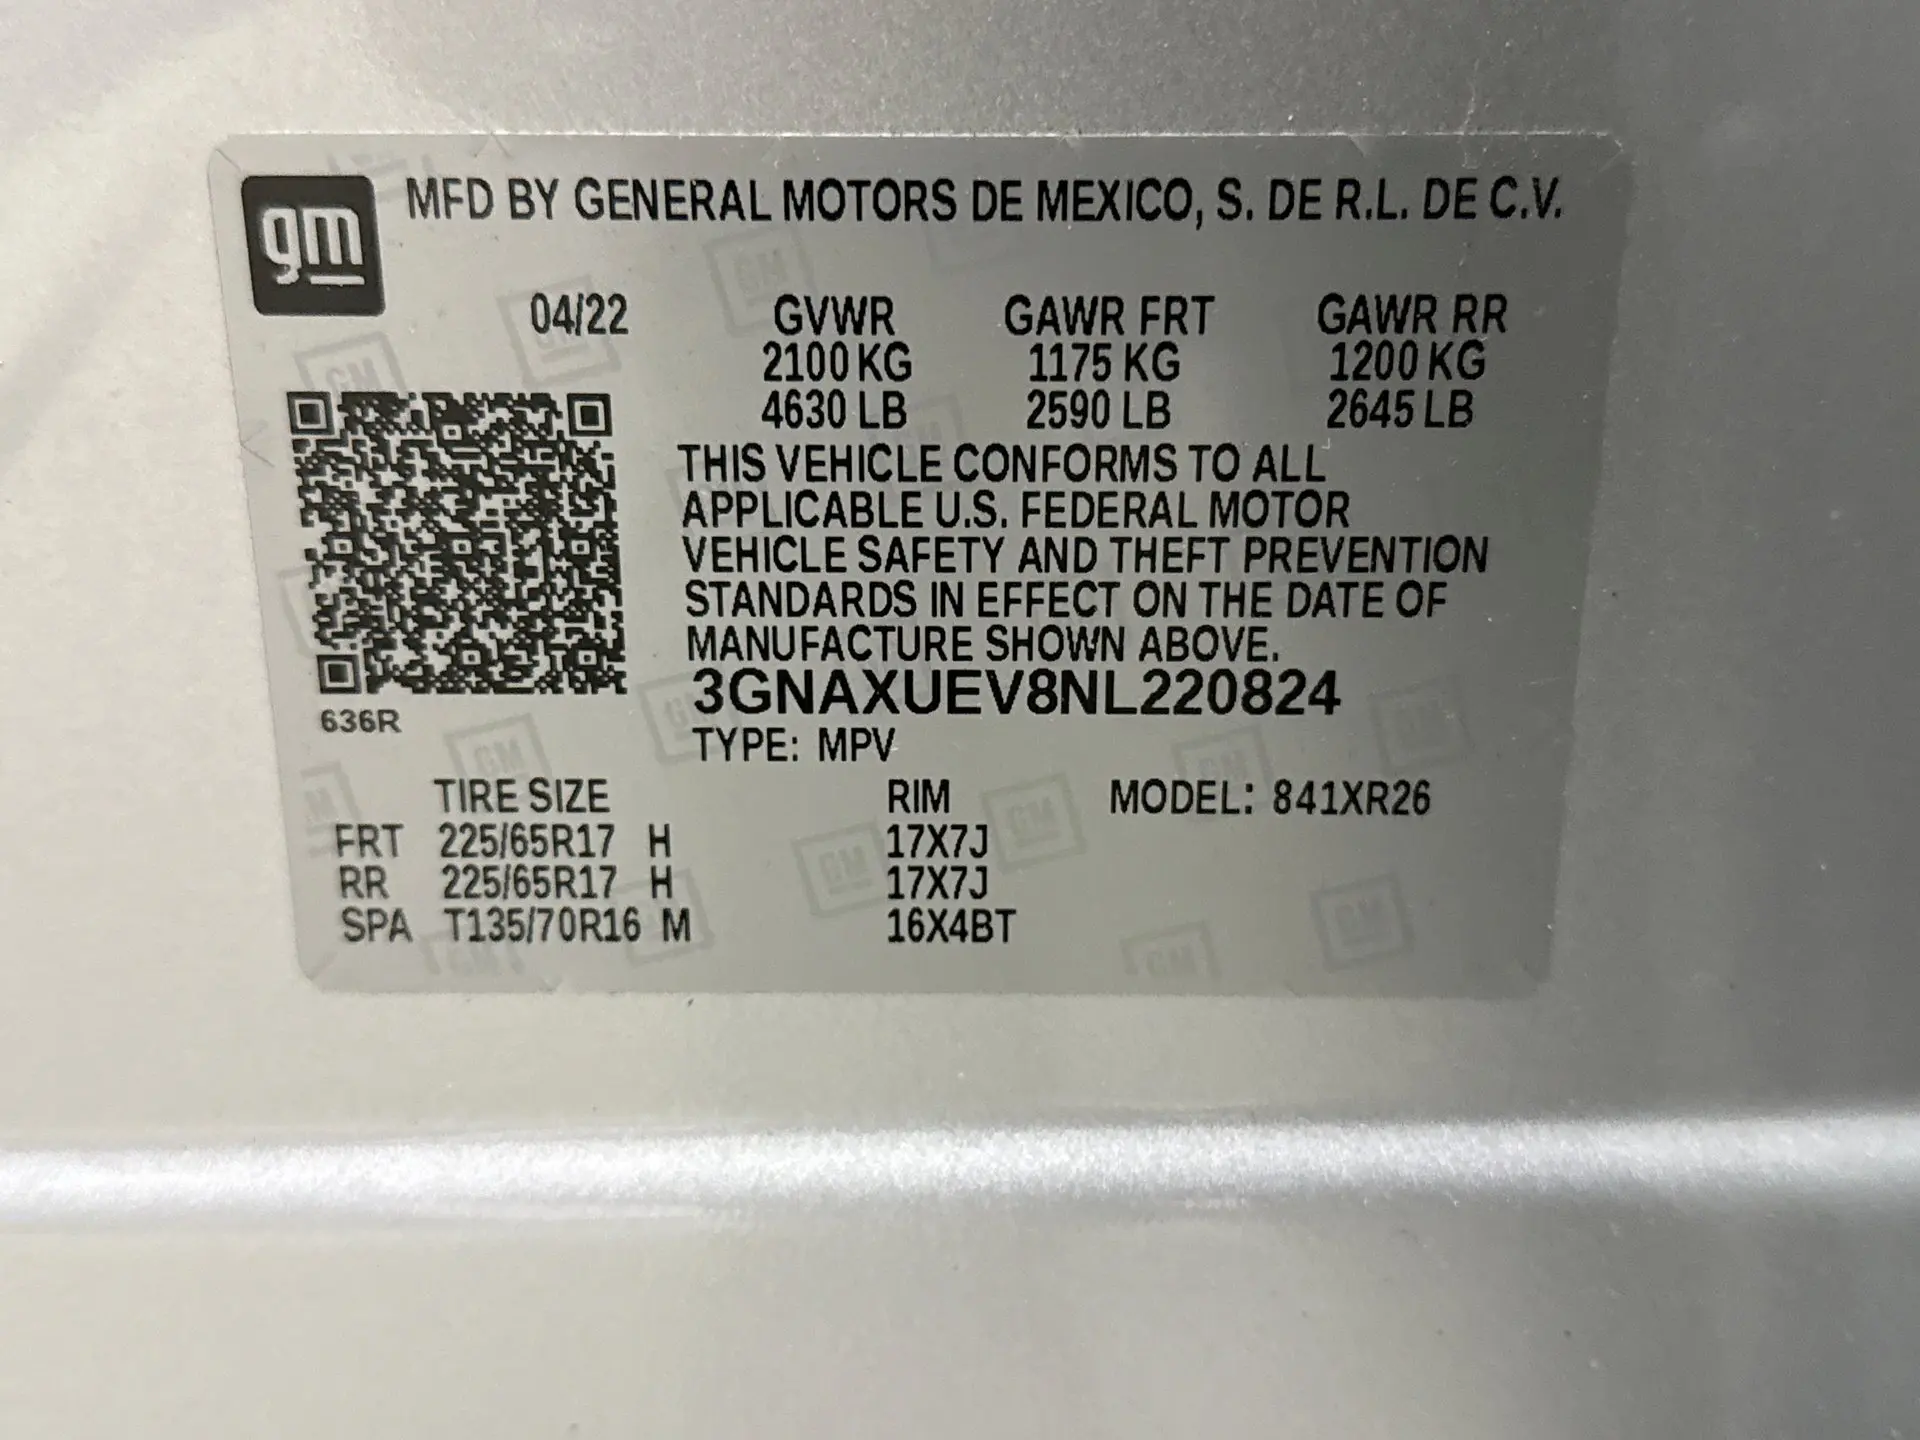 gm
MFD BY GENERAL MOTORS DE MEXICO, S. DE R.L. DE C.V.
04/22 GVWR GAWR FRT GAWR RR
2100 KG 1175 KG 1200 KG
4630 LB 2590 LB 2645 LB
THIS VEHICLE CONFORMS TO ALL
APPLICABLE U.S. FEDERAL MOTOR
VEHICLE SAFETY AND THEFT PREVENTION
STANDARDS IN EFFECT ON THE DATE OF
MANUFACTURE SHOWN ABOVE.
3GNAXUEV8NL220824
636R
TYPE: MPV
TIRE SIZE RIM MODEL: 841XR26
FRT 225/65R17 H 17X7J
RR 225/65R17 H 17X7J
SPA T135/70R16 M 16X4BT